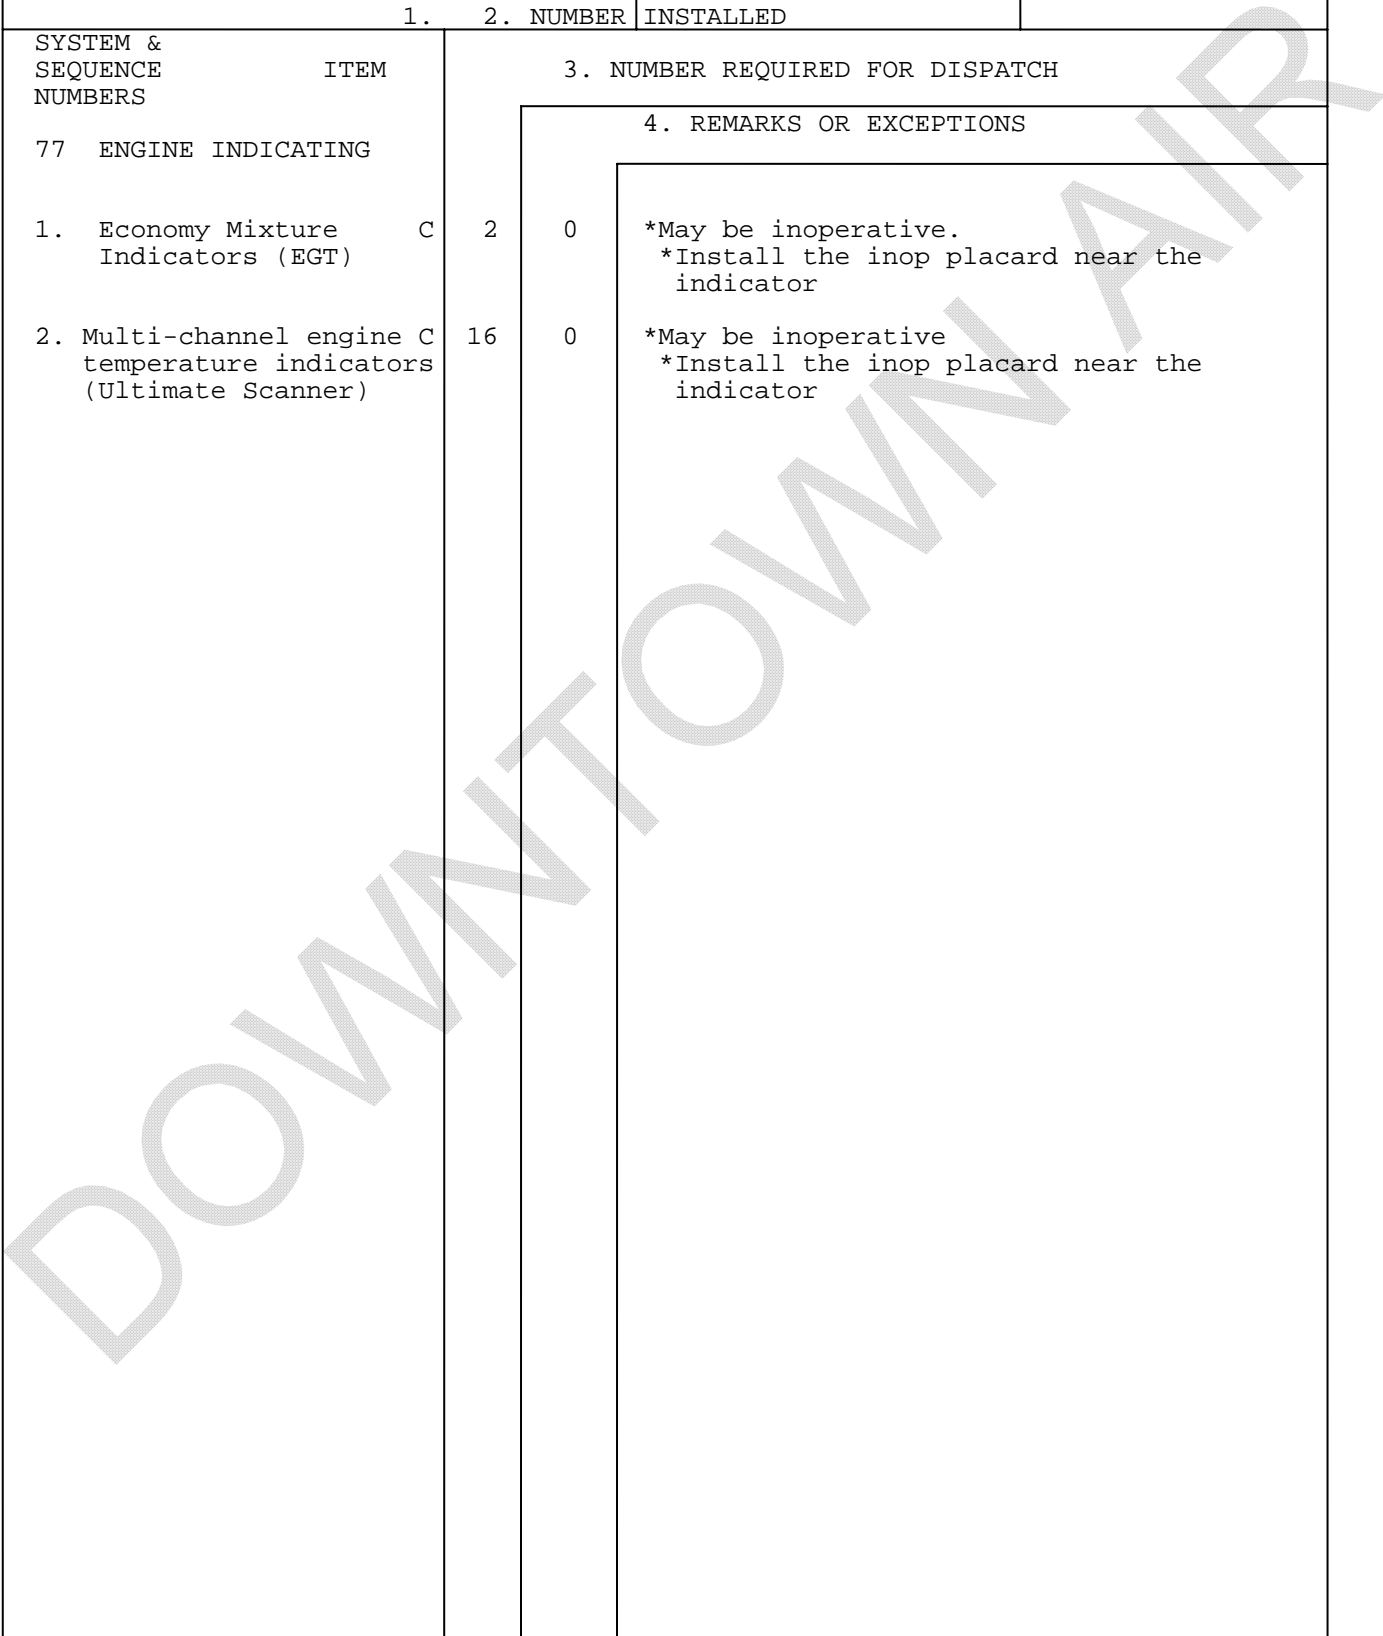 1. 2. NUMBER INSTALLED
SYSTEM &
SEQUENCE ITEM 3. NUMBER REQUIRED FOR DISPATCH
NUMBERS
4. REMARKS OR EXCEPTIONS
77 ENGINE INDICATING
1. Economy Mixture C 2 0 *May be inoperative.
Indicators (EGT) *Install the inop placard near the
indicator
2. Multi-channel engine C 16 0 *May be inoperative
temperature indicators *Install the inop placard near the
(Ultimate Scanner) indicator
DOWNTOWN AIR